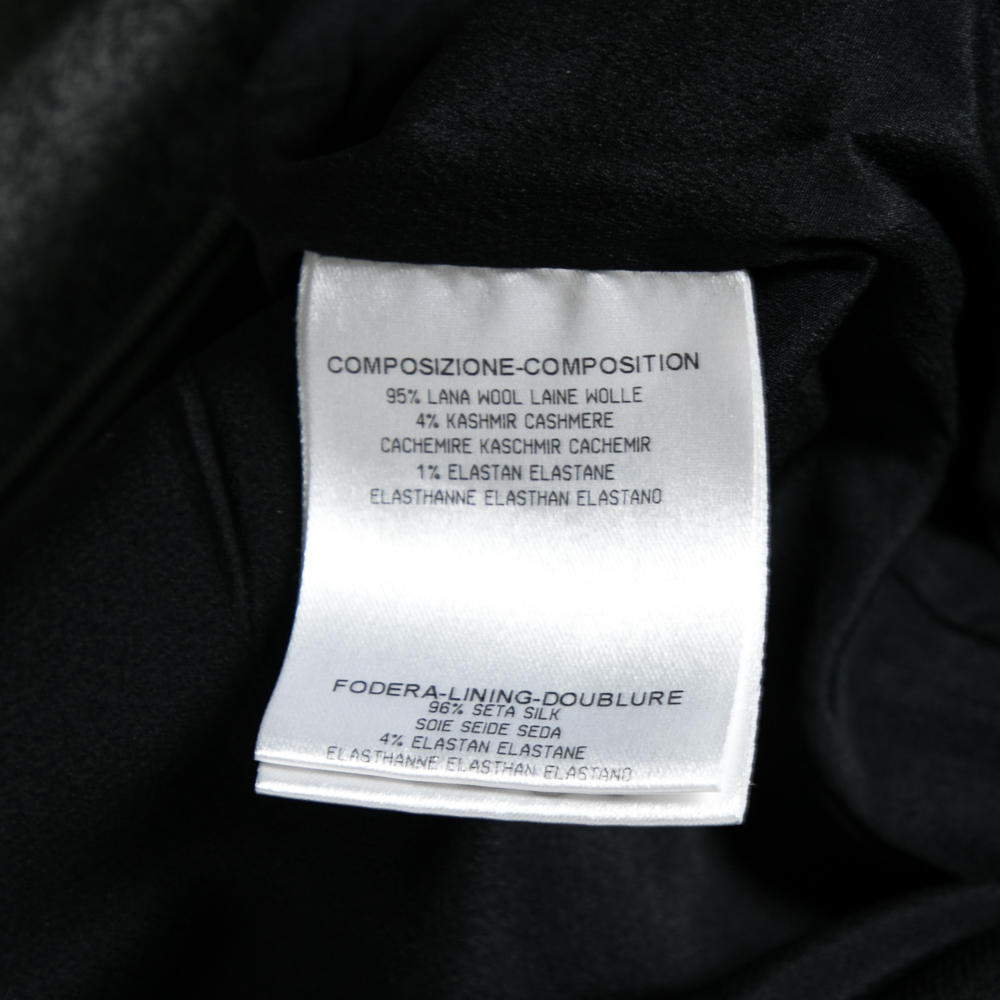 COMPOSIZIONE-COMPOSITION
95% LANA WOOL LAINE WOLLE
4% KASHMIR CASHMERE
CACHEMIRE KASCHMIR CACHEMIR
1% ELASTAN ELASTANE
ELASTHANNE ELASTHAN ELASTANO
FODERA-LINING-DOUBLURE
96% SETA SILK
SOIE SEIDE SEDA
4% ELASTAN ELASTANE
ELASTHANNE ELASTHAN ELASTANO